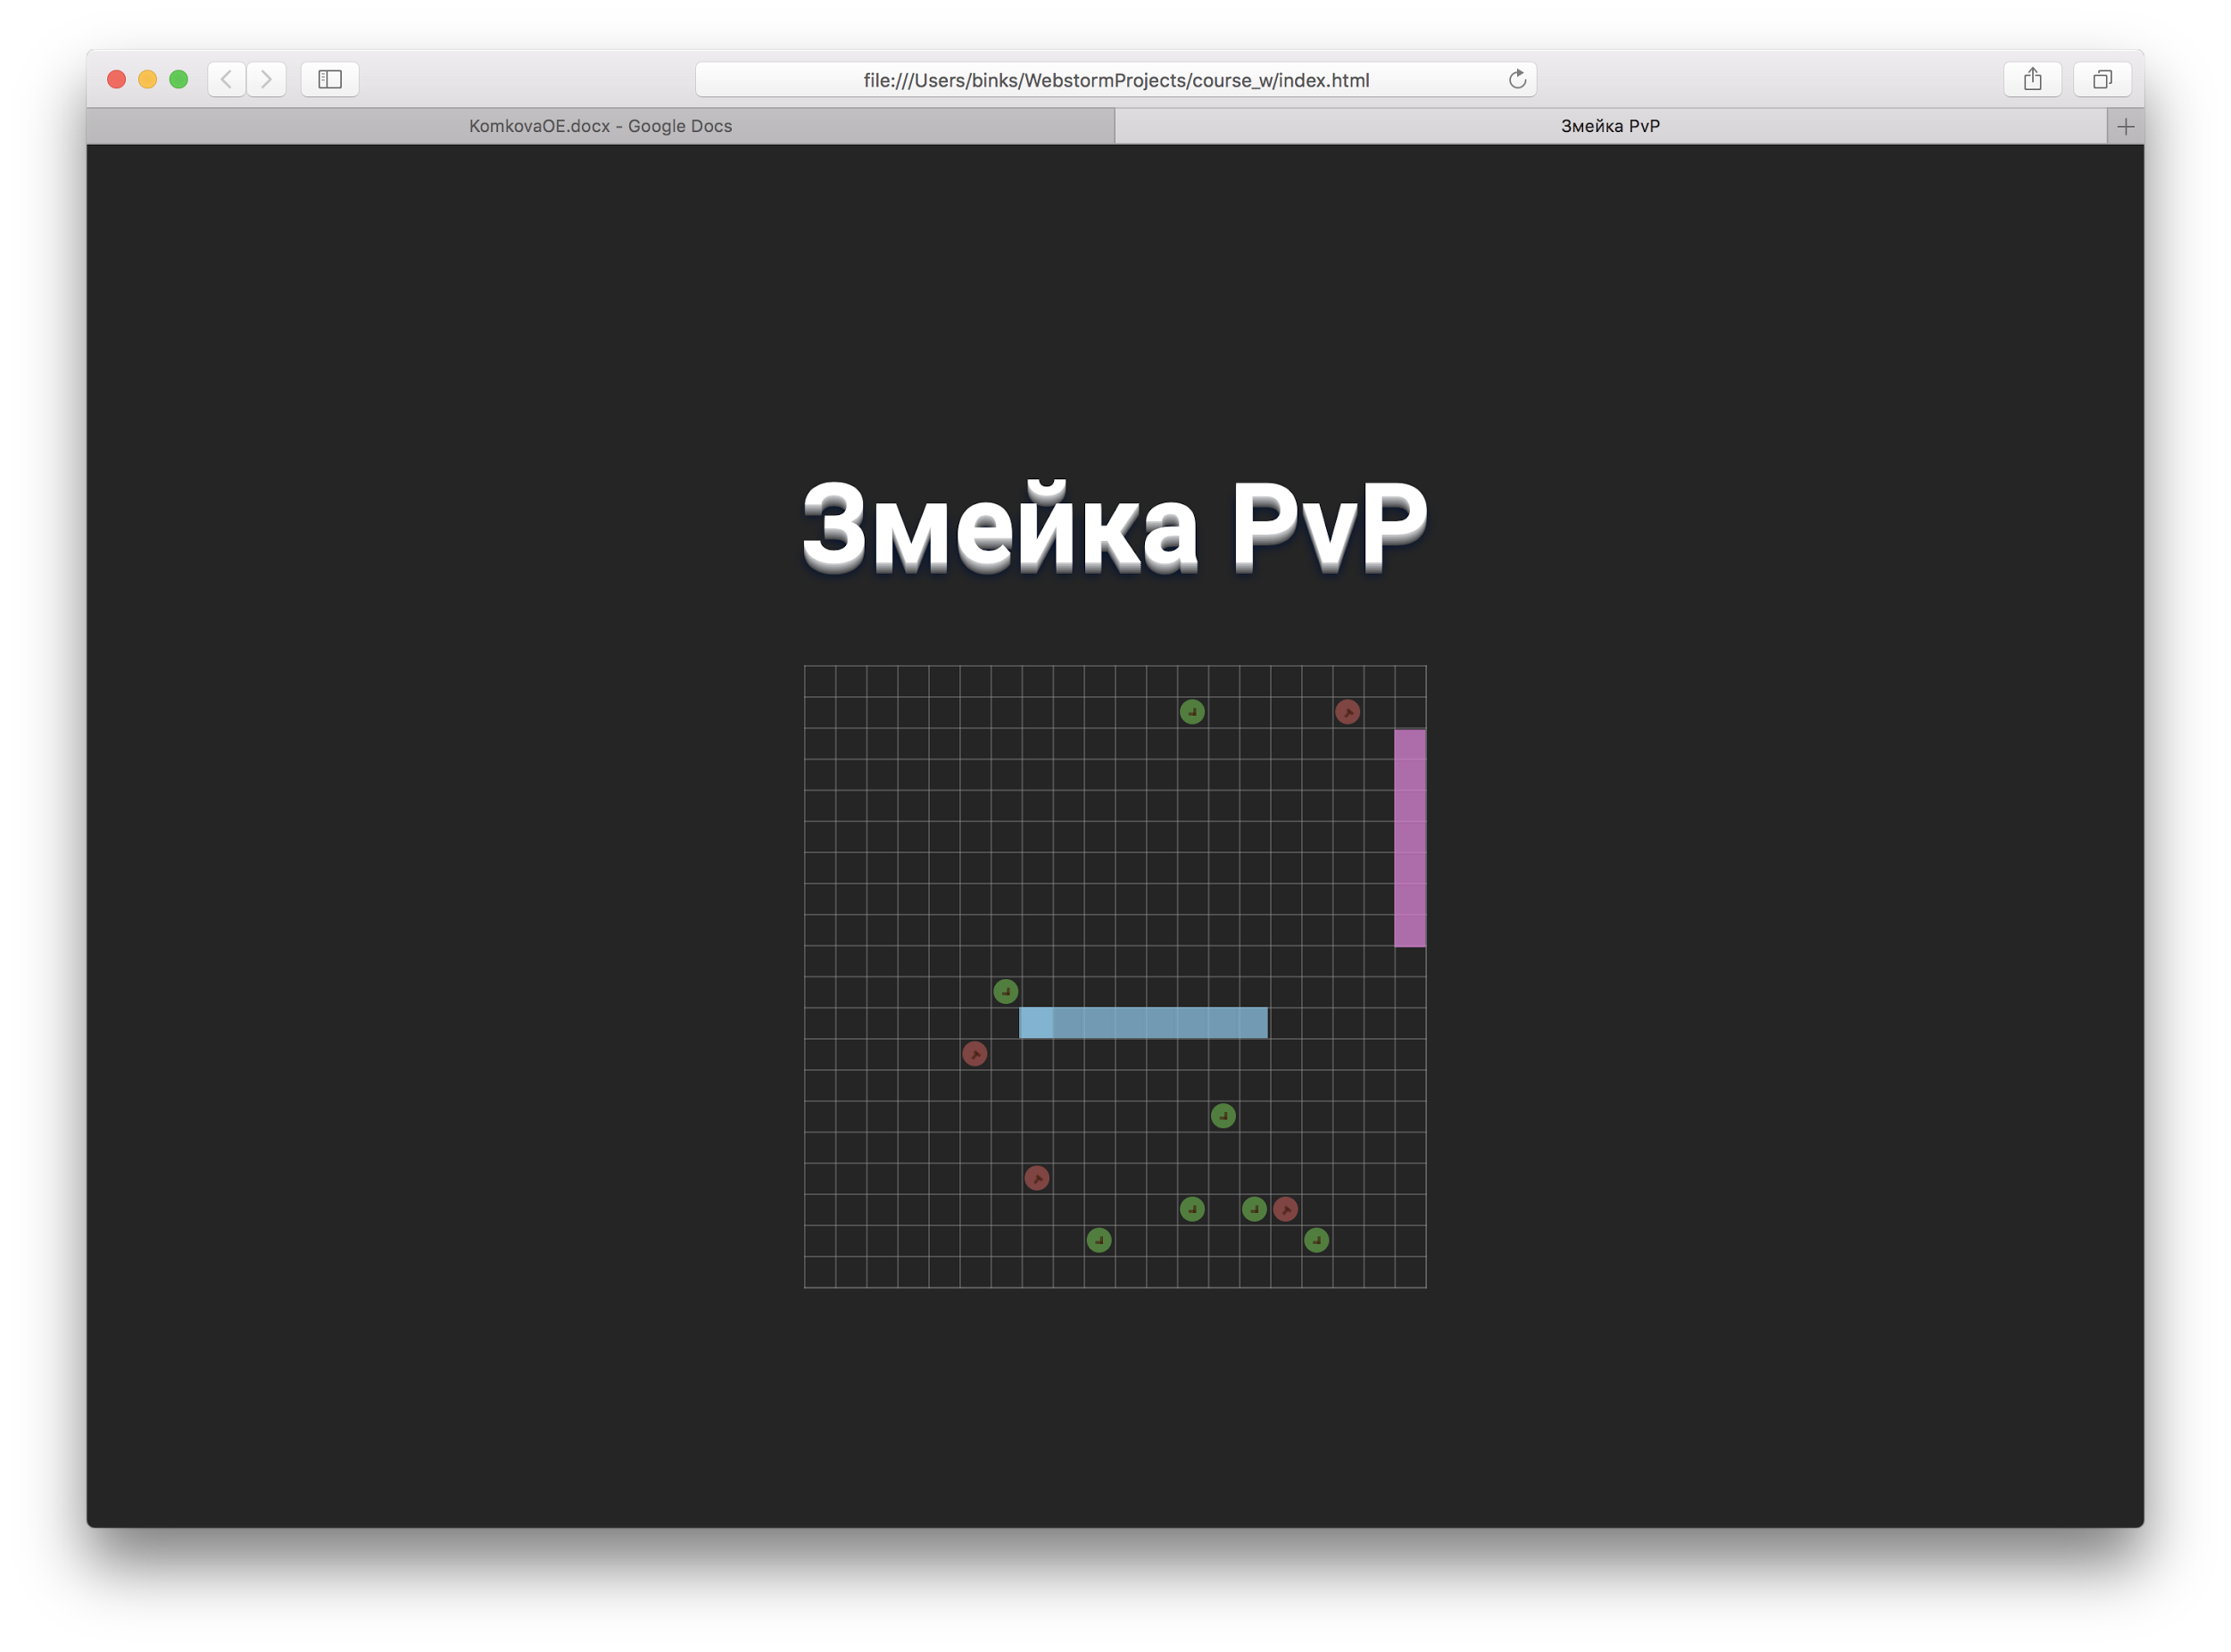 file:///Users/binks/WebstormProjects/course_w/index.html
KomkovaOE.docx - Google Docs
Змейка PvP
Змейка PvP